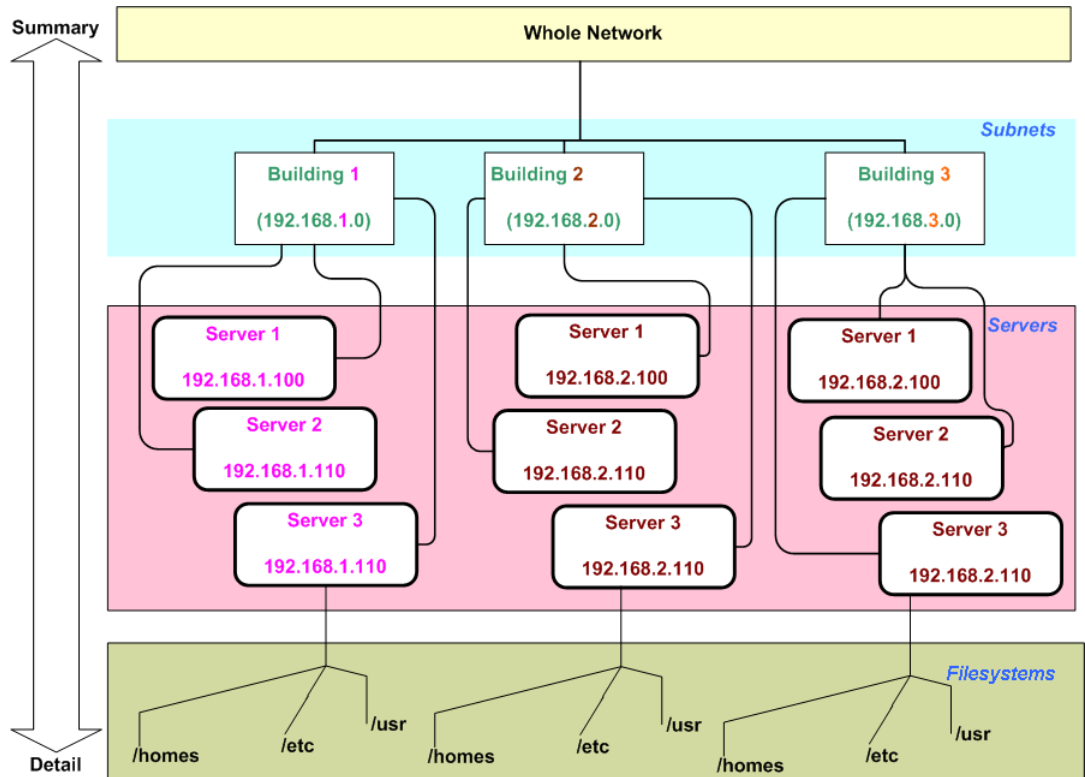 Summary
Whole Network
Subnets
Building 1
(192.168.1.0)
Building 2
(192.168.2.0)
Building 3
(192.168.3.0)
Servers
Server 1
192.168.1.100
Server 2
192.168.1.110
Server 3
192.168.1.110
Server 1
192.168.2.100
Server 2
192.168.2.110
Server 3
192.168.2.110
Server 1
192.168.2.100
Server 2
192.168.2.110
Server 3
192.168.2.110
Filesystems
/homes
/etc
/usr
/homes
/etc
/usr
/homes
/etc
/usr
Detail